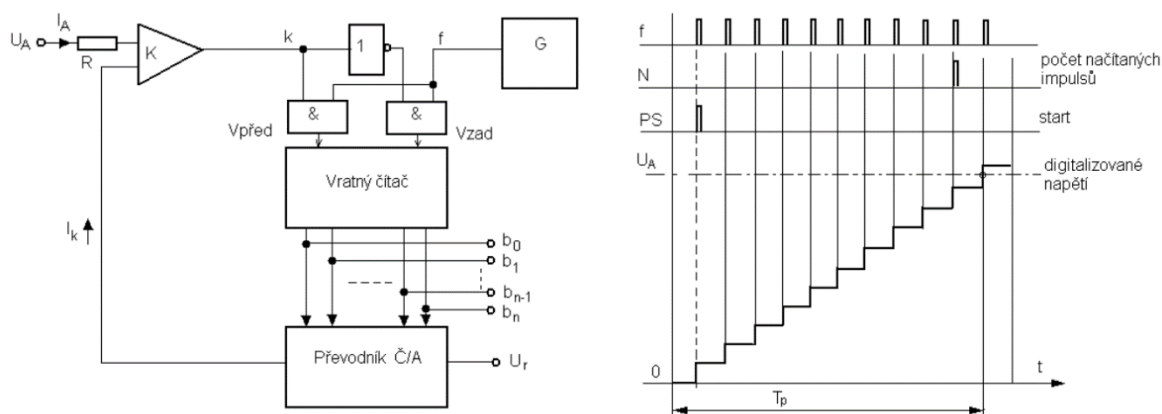 I_A
U_A
R
K
k
1
f
G
&
&
Vpřed
Vzad
Vratný čítač
I_k
b_0
b_1
b_n-1
b_n
Převodník Č/A
U_r
f
N
počet načítaných
impulsů
PS
start
U_A
digitalizované
napětí
0
t
T_p